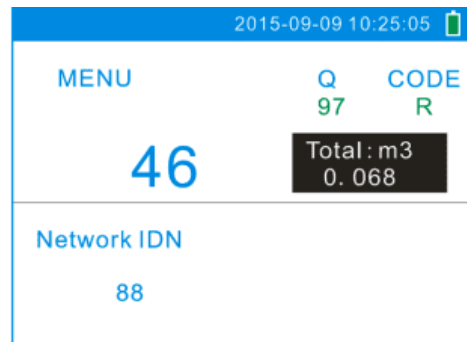 2015-09-09 10:25:05
MENU Q CODE
97 R
46
Total: m3
0. 068
Network IDN
88